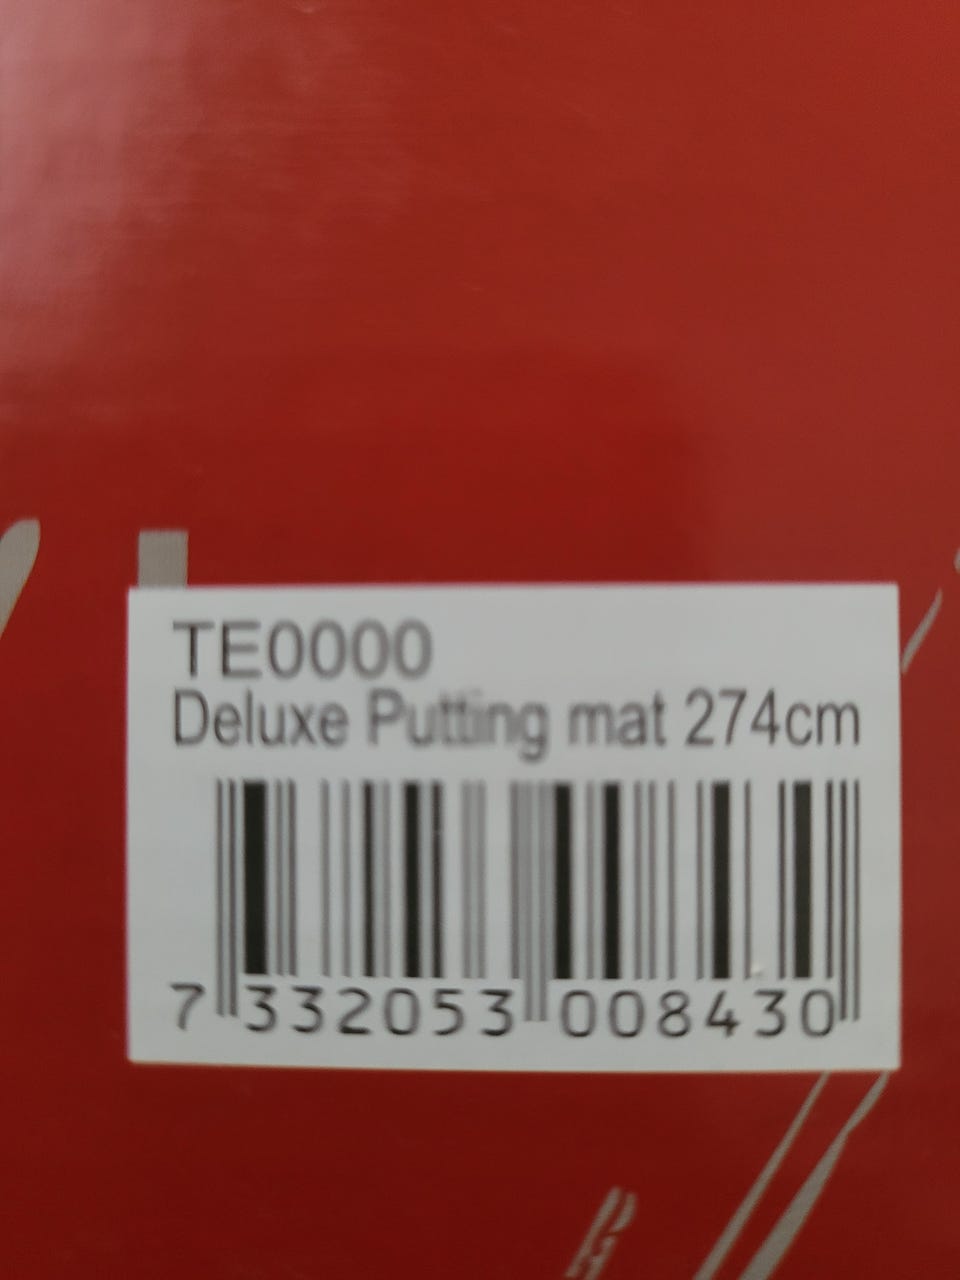 TE0000
Deluxe Putting mat 274cm
7 332053 008430